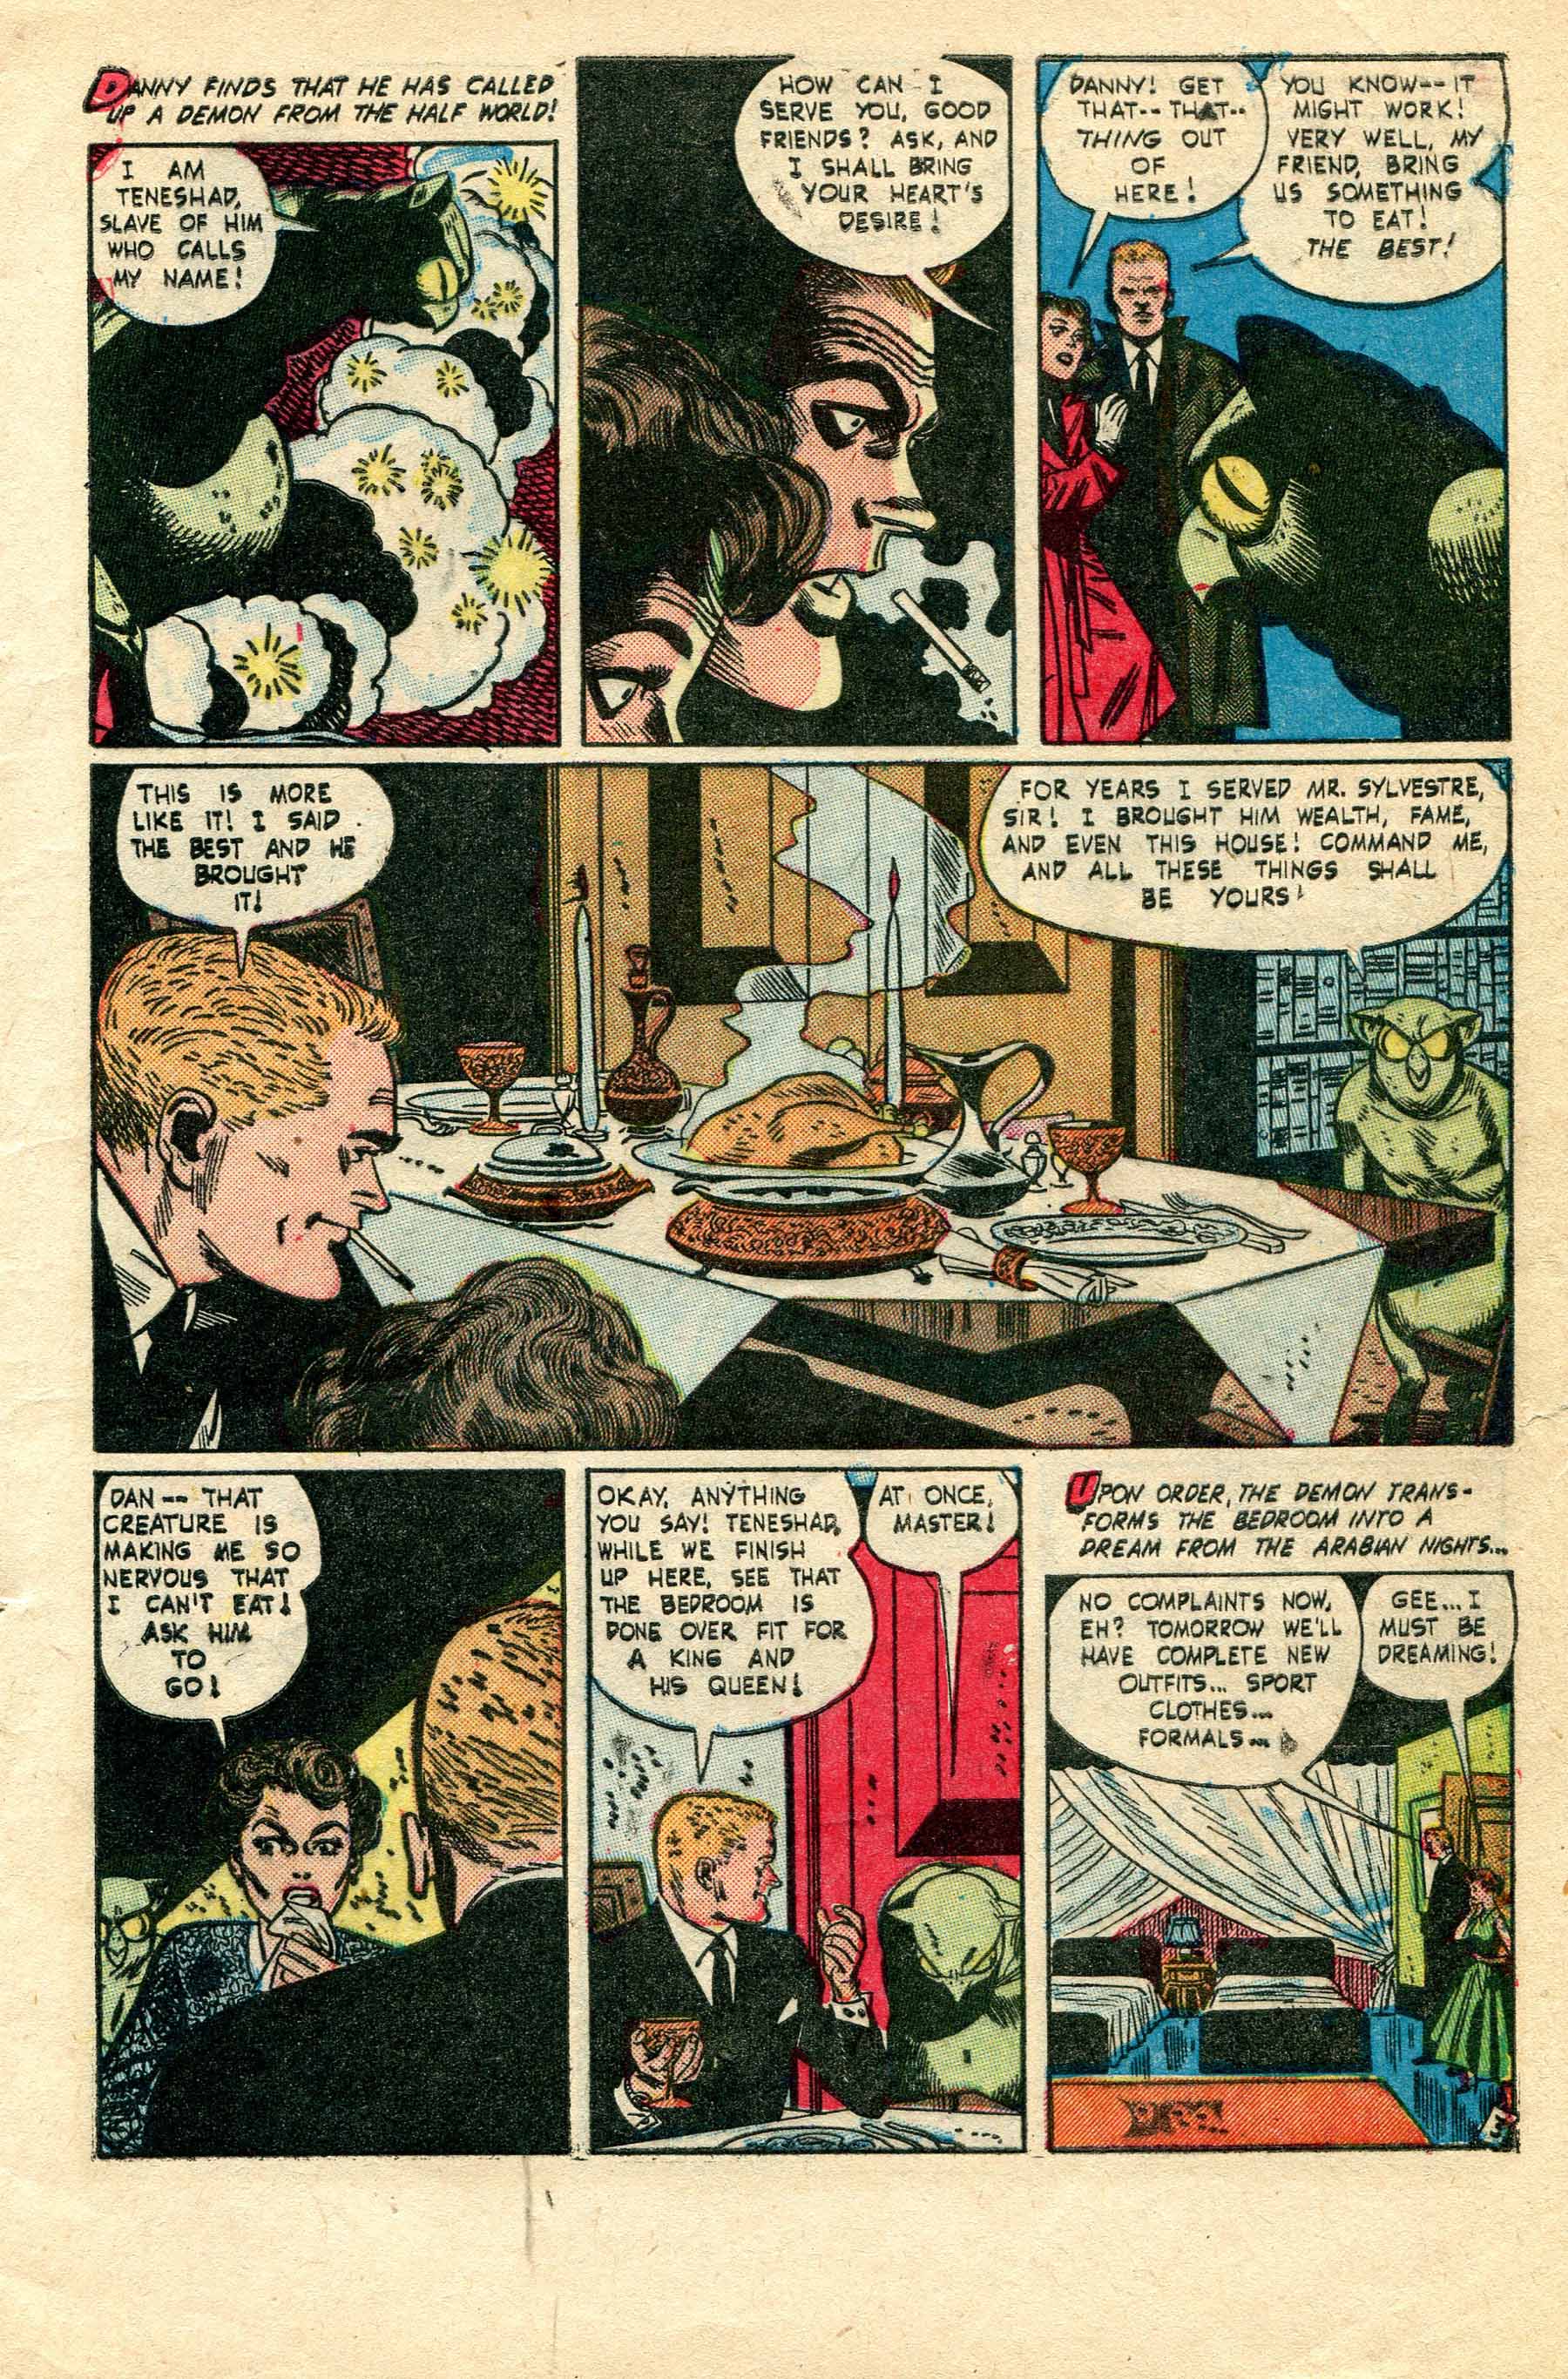 DANNY FINDS THAT HE HAS CALLED
UP A DEMON FROM THE HALF WORLD!
I AM
TENESHAD,
SLAVE OF HIM
WHO CALLS
MY NAME!
HOW CAN I
SERVE YOU, GOOD
FRIENDS? ASK, AND
I SHALL BRING
YOUR HEART'S
DESIRE!
DANNY! GET
THAT-- THAT--
THING OUT
OF
HERE!
YOU KNOW-- IT
MIGHT WORK!
VERY WELL, MY
FRIEND, BRING
US SOMETHING
TO EAT!
THE BEST!
THIS IS MORE
LIKE IT! I SAID
THE BEST AND HE
BROUGHT
IT!
FOR YEARS I SERVED MR. SYLVESTRE,
SIR! I BROUGHT HIM WEALTH, FAME,
AND EVEN THIS HOUSE! COMMAND ME,
AND ALL THESE THINGS SHALL
BE YOURS!
DAN -- THAT
CREATURE IS
MAKING ME SO
NERVOUS THAT
I CAN'T EAT!
ASK HIM
TO
GO!
OKAY, ANYTHING
YOU SAY! TENESHAD,
WHILE WE FINISH
UP HERE, SEE THAT
THE BEDROOM IS
DONE OVER FIT FOR
A KING AND
HIS QUEEN!
AT ONCE,
MASTER!
UPON ORDER, THE DEMON TRANS-
FORMS THE BEDROOM INTO A
DREAM FROM THE ARABIAN NIGHTS...
NO COMPLAINTS NOW,
EH? TOMORROW WE'LL
HAVE COMPLETE NEW
OUTFITS... SPORT
CLOTHES...
FORMALS...
GEE... I
MUST BE
DREAMING!